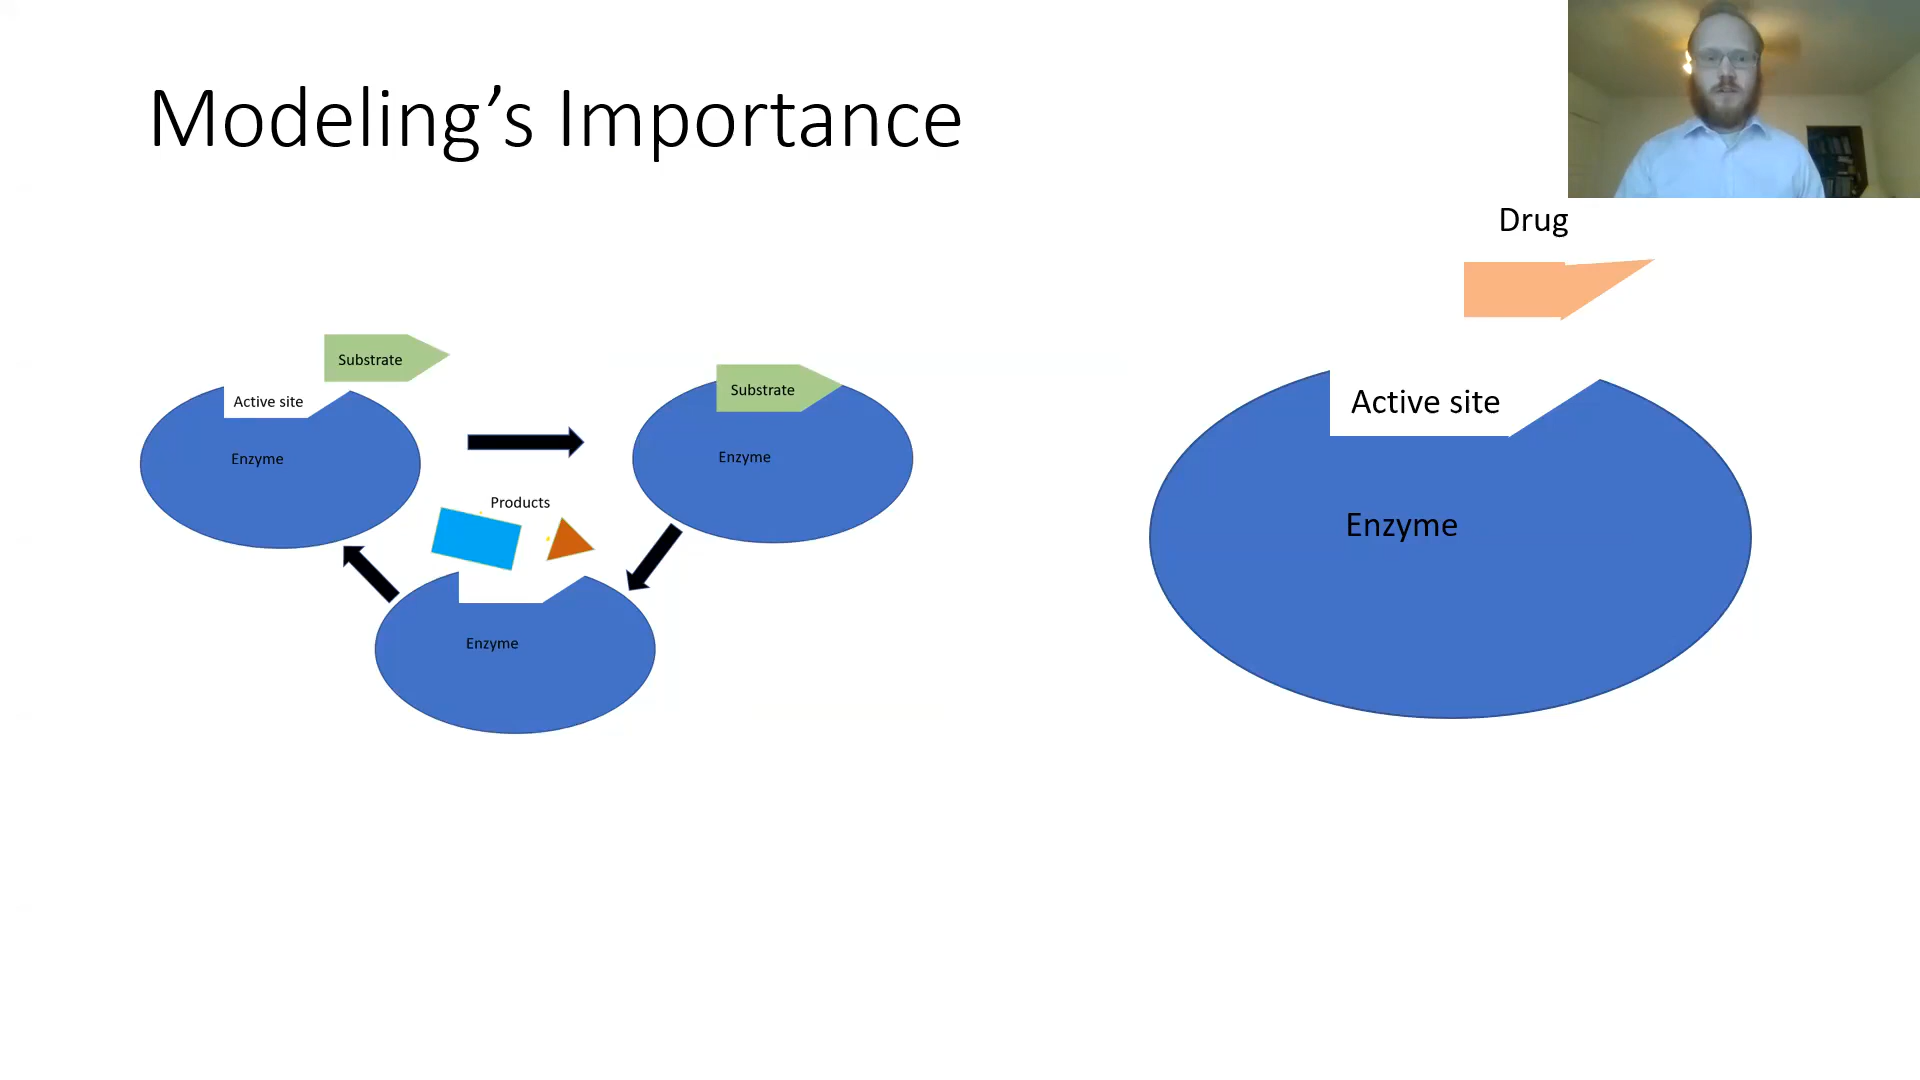 Modeling’s Importance
Drug
Substrate
Active site
Enzyme
Substrate
Enzyme
Products
Enzyme
Active site
Enzyme